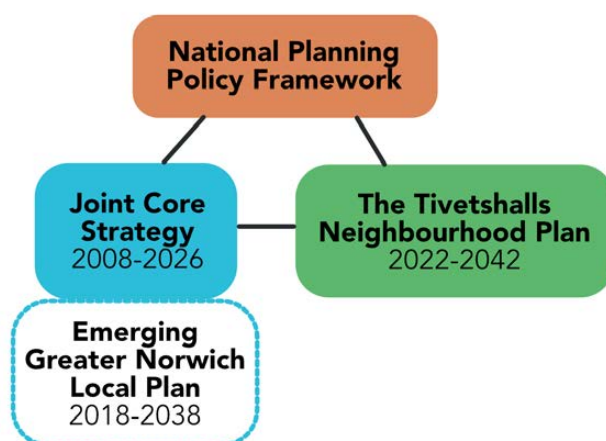 National Planning
Policy Framework
Joint Core
Strategy
2008-2026
The Tivetshalls
Neighbourhood Plan
2022-2042
Emerging
Greater Norwich
Local Plan
2018-2038